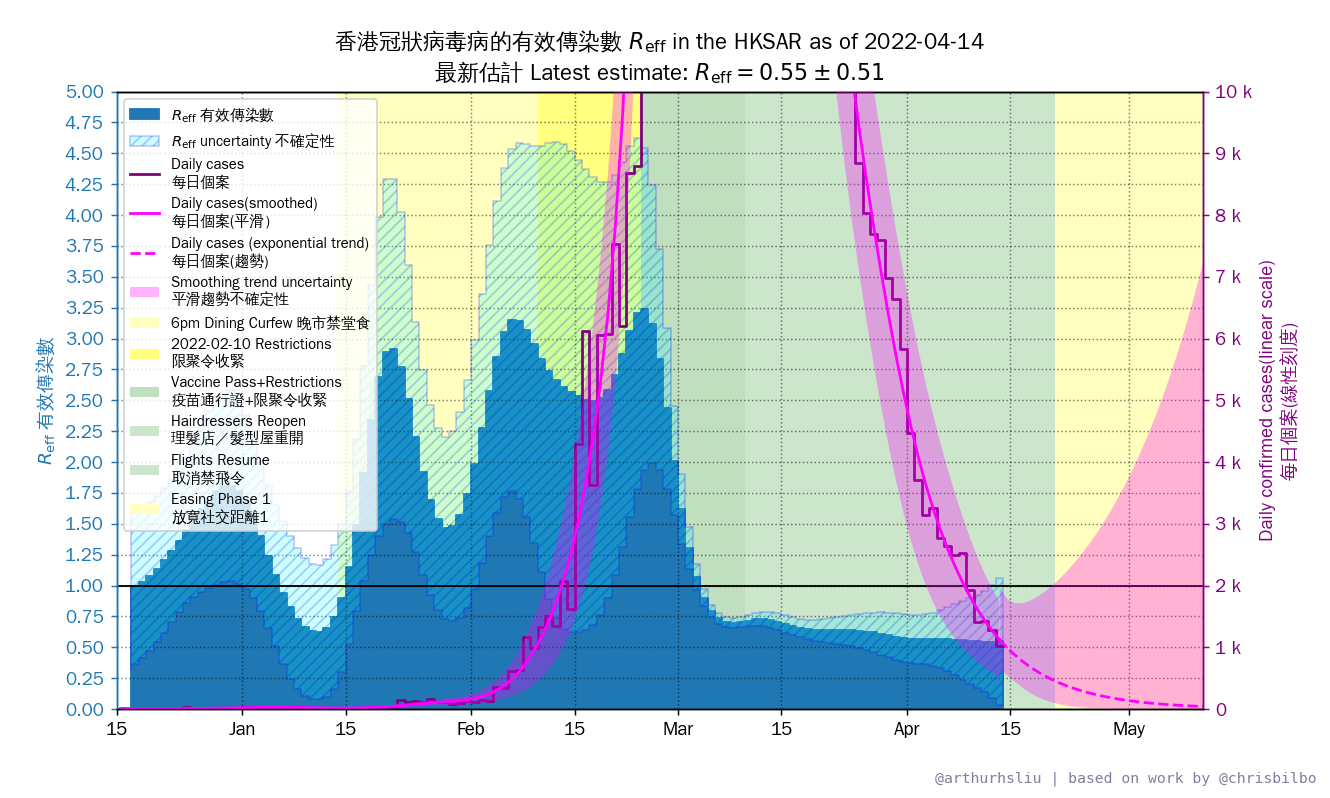 香港冠狀病毒病的有效傳染數 Reff in the HKSAR as of 2022-04-14
最新估計 Latest estimate: Reff = 0.55 ± 0.51
Reff 有效傳染數
Reff uncertainty 不確定性
Daily cases
每日個案
Daily cases(smoothed)
每日個案(平滑）
Daily cases (exponential trend)
每日個案(趨勢)
Smoothing trend uncertainty
平滑趨勢不確定性
6pm Dining Curfew 晚市禁堂食
2022-02-10 Restrictions
限聚令收緊
Vaccine Pass+Restrictions
疫苗通行證+限聚令收緊
Hairdressers Reopen
理髮店／髮型屋重開
Flights Resume
取消禁飛令
Easing Phase 1
放寬社交距離1
5.00
4.75
4.50
4.25
4.00
3.75
3.50
3.25
3.00
2.75
2.50
2.25
2.00
1.75
1.50
1.25
1.00
0.75
0.50
0.25
0.00
Reff 有效傳染數
10 k
9 k
8 k
7 k
6 k
5 k
4 k
3 k
2 k
1 k
0
Daily confirmed cases(linear scale)
每日個案(線性刻度)
15 Jan 15 Feb 15 Mar 15 Apr 15 May
@arthurhsliu | based on work by @chrisbilbo